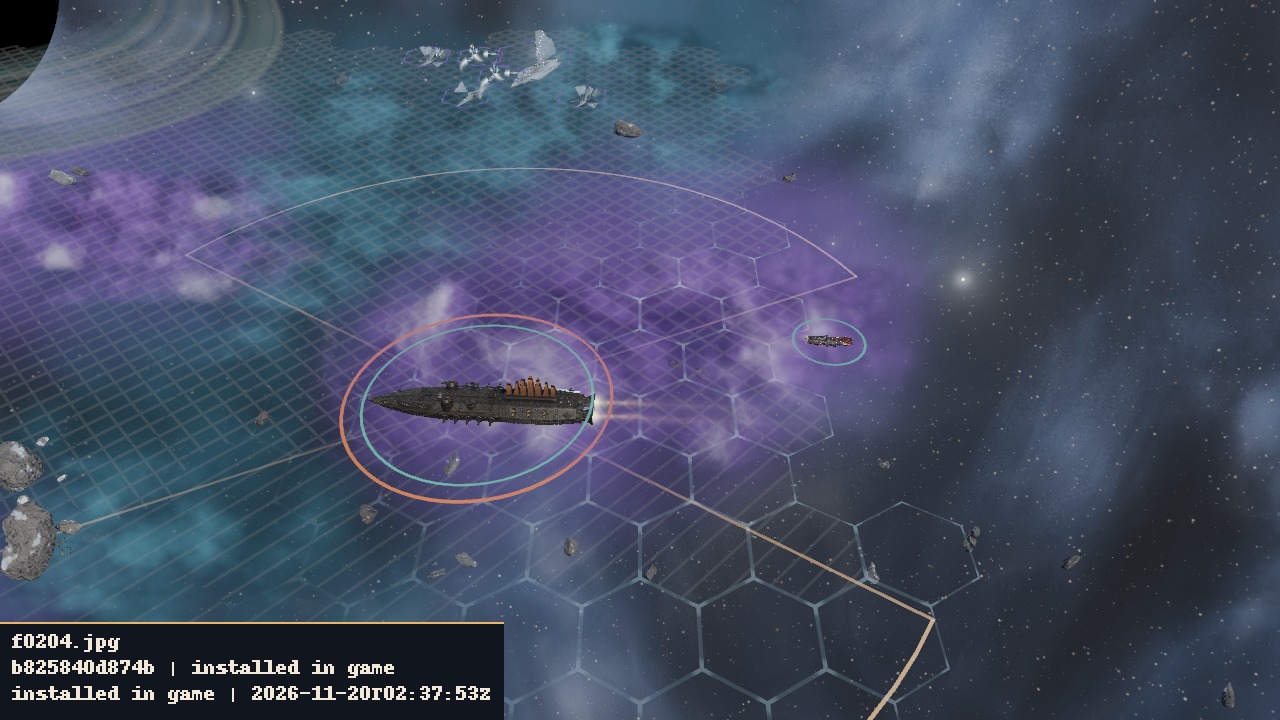 f0204.jpg
b825840d874b | installed in game
installed in game | 2026-11-20T02:37:53Z